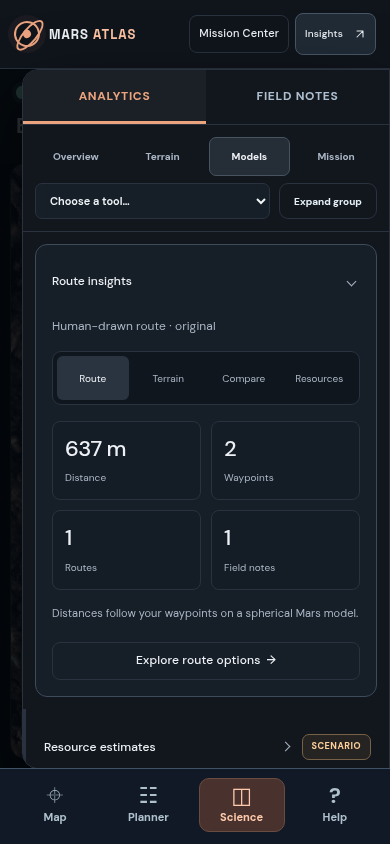 MARS ATLAS
Mission Center
Insights
ANALYTICS
FIELD NOTES
Overview
Terrain
Models
Mission
Choose a tool...
Expand group
Route insights
Human-drawn route · original
Route
Terrain
Compare
Resources
637 m
Distance
2
Waypoints
1
Routes
1
Field notes
Distances follow your waypoints on a spherical Mars model.
Explore route options →
Resource estimates
SCENARIO
Map
Planner
Science
?
Help